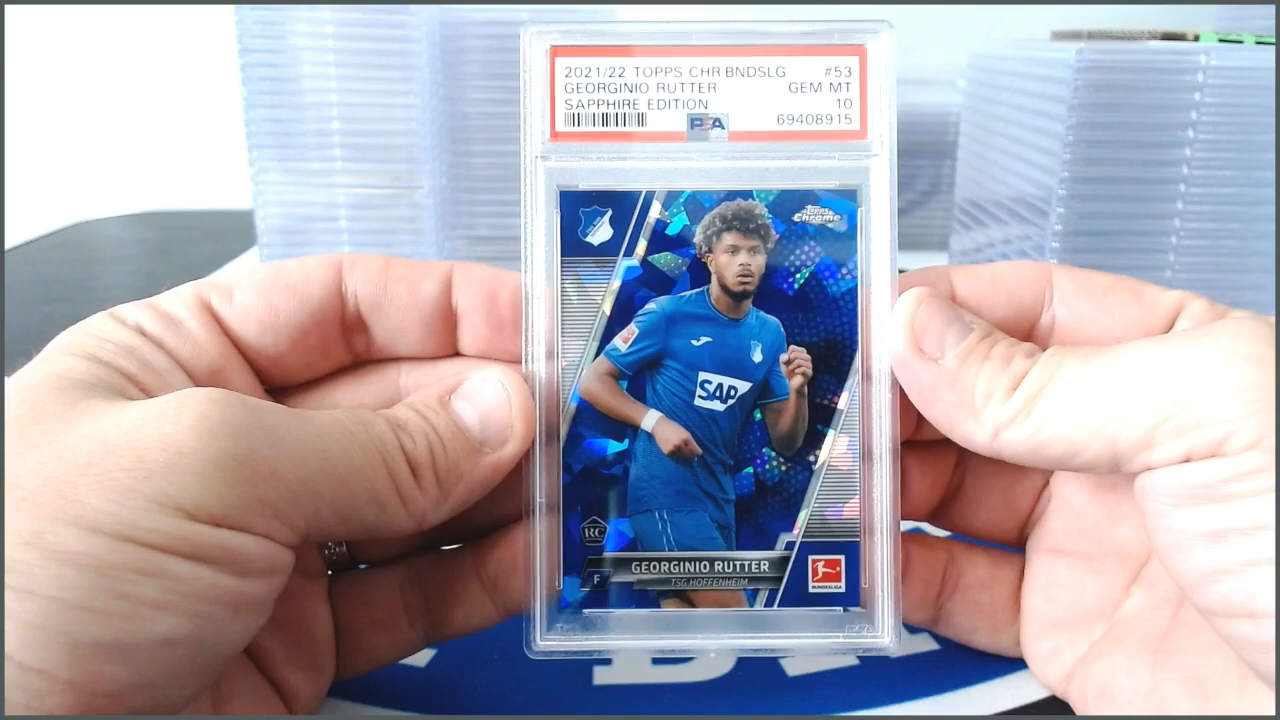 2021/22 TOPPS CHR BNDSLG #53
GEORGINIO RUTTER GEM MT
SAPPHIRE EDITION 10
PSA 69408915
Topps
Chrome
SAP
RC
GEORGINIO RUTTER
F TSG HOFFENHEIM
BUNDESLIGA